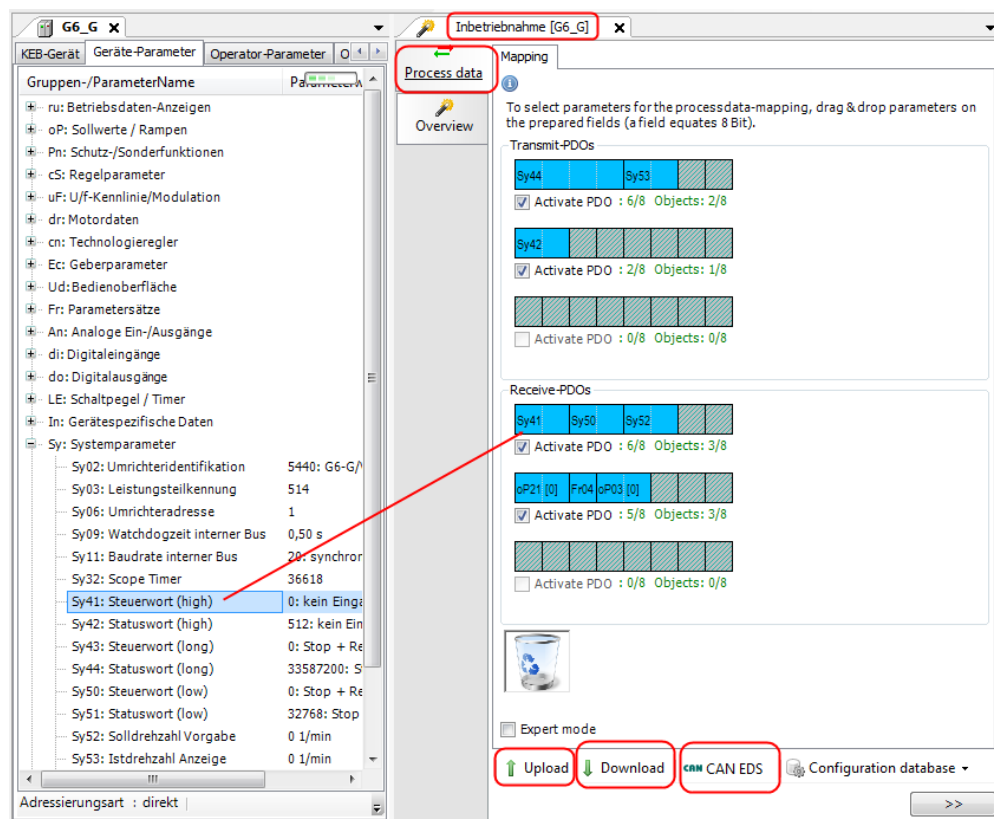 G6_G
KEB-Gerät Geräte-Parameter Operator-Parameter
Gruppen-/ParameterName
ru: Betriebsdaten-Anzeigen
oP: Sollwerte / Rampen
Pn: Schutz-/Sonderfunktionen
cS: Regelparameter
uF: U/f-Kennlinie/Modulation
dr: Motordaten
cn: Technologieregler
Ec: Geberparameter
Ud: Bedienoberfläche
Fr: Parametersätze
An: Analoge Ein-/Ausgänge
di: Digitaleingänge
do: Digitalausgänge
LE: Schaltpegel / Timer
In: Gerätespezifische Daten
Sy: Systemparameter
Sy02: Umrichteridentifikation 5440: G6-G/
Sy03: Leistungsteilkennung 514
Sy06: Umrichteradresse 1
Sy09: Watchdogzeit interner Bus 0,50 s
Sy11: Baudrate interner Bus 20: synchror
Sy32: Scope Timer 36618
Sy41: Steuerwort (high) 0: kein Einga
Sy42: Statuswort (high) 512: kein Ein
Sy43: Steuerwort (long) 0: Stop + Re
Sy44: Statuswort (long) 33587200: S
Sy50: Steuerwort (low) 0: Stop + Re
Sy51: Statuswort (low) 32768: Stop
Sy52: Solldrehzahl Vorgabe 0 1/min
Sy53: Istdrehzahl Anzeige 0 1/min
Adressierungsart : direkt
Inbetriebnahme [G6_G]
Process data
Overview
Mapping
To select parameters for the processdata-mapping, drag & drop parameters on
the prepared fields (a field equates 8 Bit).
Transmit-PDOs
Sy44 Sy53
Activate PDO : 6/8 Objects: 2/8
Sy42
Activate PDO : 2/8 Objects: 1/8
Activate PDO : 0/8 Objects: 0/8
Receive-PDOs
Sy41 Sy50 Sy52
Activate PDO : 6/8 Objects: 3/8
oP21 [0] Fr04 oP03 [0]
Activate PDO : 5/8 Objects: 3/8
Activate PDO : 0/8 Objects: 0/8
Expert mode
Upload Download CAN CAN EDS Configuration database
>>